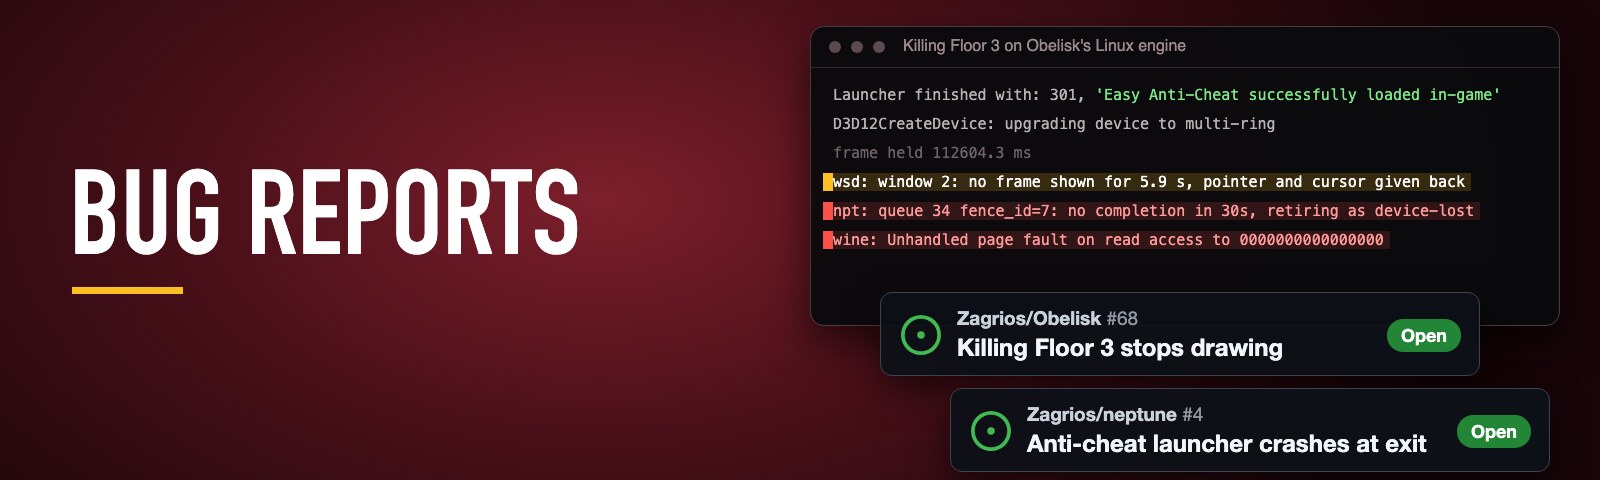 BUG REPORTS
Killing Floor 3 on Obelisk's Linux engine
Launcher finished with: 301, 'Easy Anti-Cheat successfully loaded in-game'
D3D12CreateDevice: upgrading device to multi-ring
frame held 112604.3 ms
wsd: window 2: no frame shown for 5.9 s, pointer and cursor given back
npt: queue 34 fence_id=7: no completion in 30s, retiring as device-lost
wine: Unhandled page fault on read access to 0000000000000000
Zagrios/Obelisk #68
Killing Floor 3 stops drawing
Open
Zagrios/neptune #4
Anti-cheat launcher crashes at exit
Open